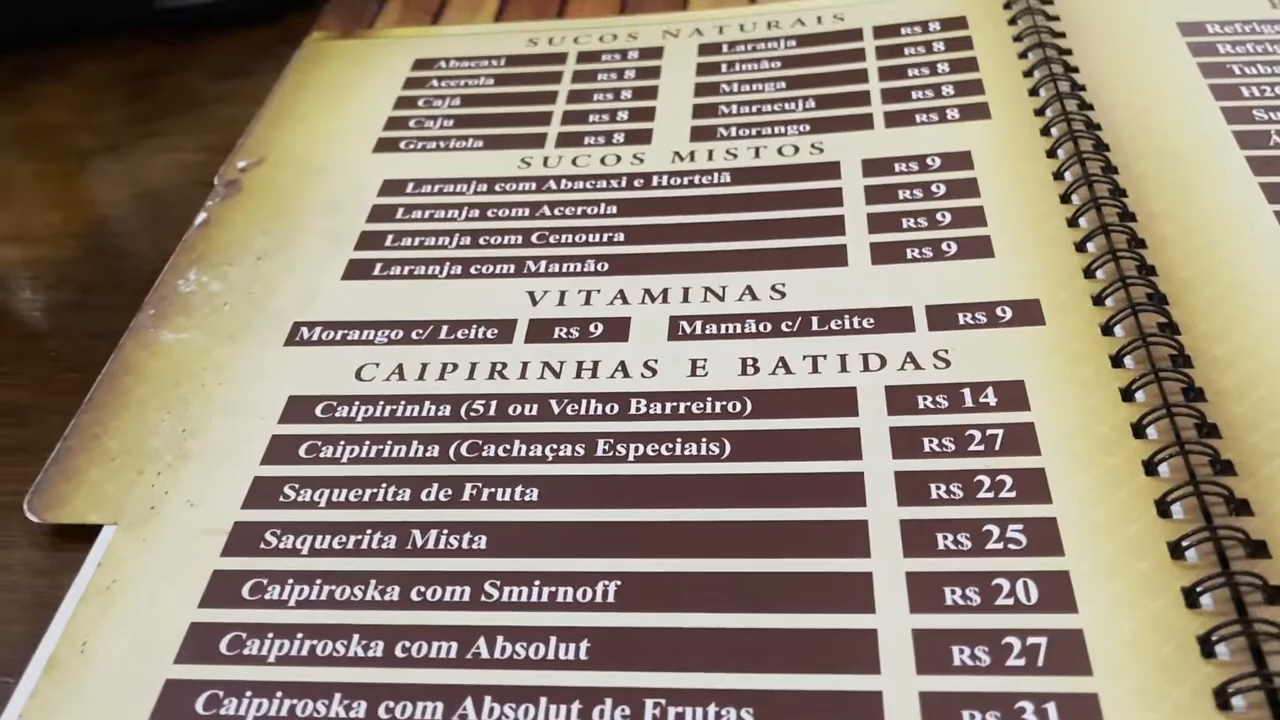 SUCOS NATURAIS
Abacaxi R$ 8 Laranja R$ 8
Acerola R$ 8 Limão R$ 8
Cajá R$ 8 Manga R$ 8
Caju R$ 8 Maracujá R$ 8
Graviola R$ 8 Morango R$ 8
SUCOS MISTOS
Laranja com Abacaxi e Hortelã R$ 9
Laranja com Acerola R$ 9
Laranja com Cenoura R$ 9
Laranja com Mamão R$ 9
VITAMINAS
Morango c/ Leite R$ 9 Mamão c/ Leite R$ 9
CAIPIRINHAS E BATIDAS
Caipirinha (51 ou Velho Barreiro) R$ 14
Caipirinha (Cachaças Especiais) R$ 27
Saquerita de Fruta R$ 22
Saquerita Mista R$ 25
Caipiroska com Smirnoff R$ 20
Caipiroska com Absolut R$ 27
Caipiroska com Absolut de Frutas R$ 31